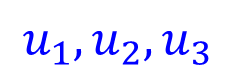 u₁, u₂, u₃